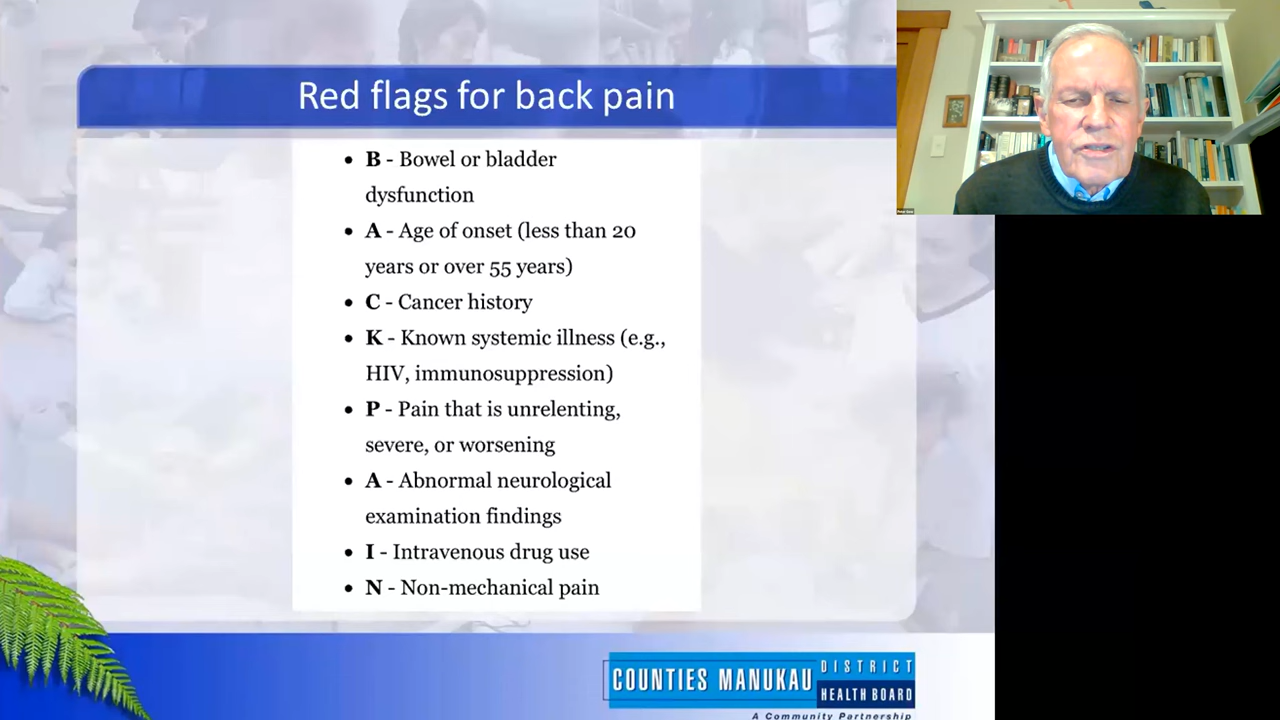 Red flags for back pain
• B - Bowel or bladder
dysfunction
• A - Age of onset (less than 20
years or over 55 years)
• C - Cancer history
• K - Known systemic illness (e.g.,
HIV, immunosuppression)
• P - Pain that is unrelenting,
severe, or worsening
• A - Abnormal neurological
examination findings
• I - Intravenous drug use
• N - Non-mechanical pain
COUNTIES MANUKAU DISTRICT
HEALTH BOARD
A Community Partnership